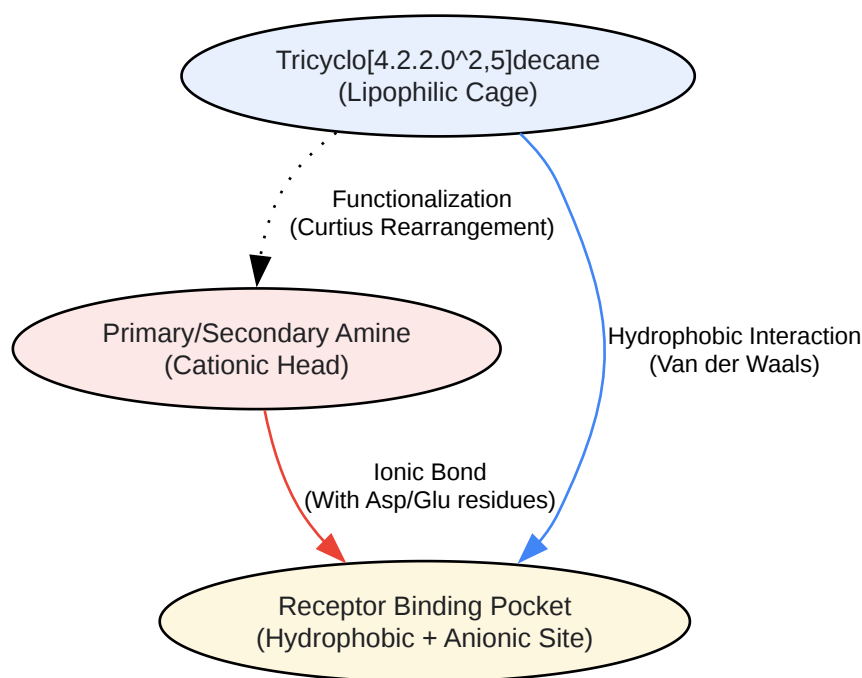 Tricyclo[4.2.2.0^2,5]decane
(Lipophilic Cage)
Functionalization
(Curtius Rearrangement)
Primary/Secondary Amine
(Cationic Head)
Hydrophobic Interaction
(Van der Waals)
Ionic Bond
(With Asp/Glu residues)
Receptor Binding Pocket
(Hydrophobic + Anionic Site)